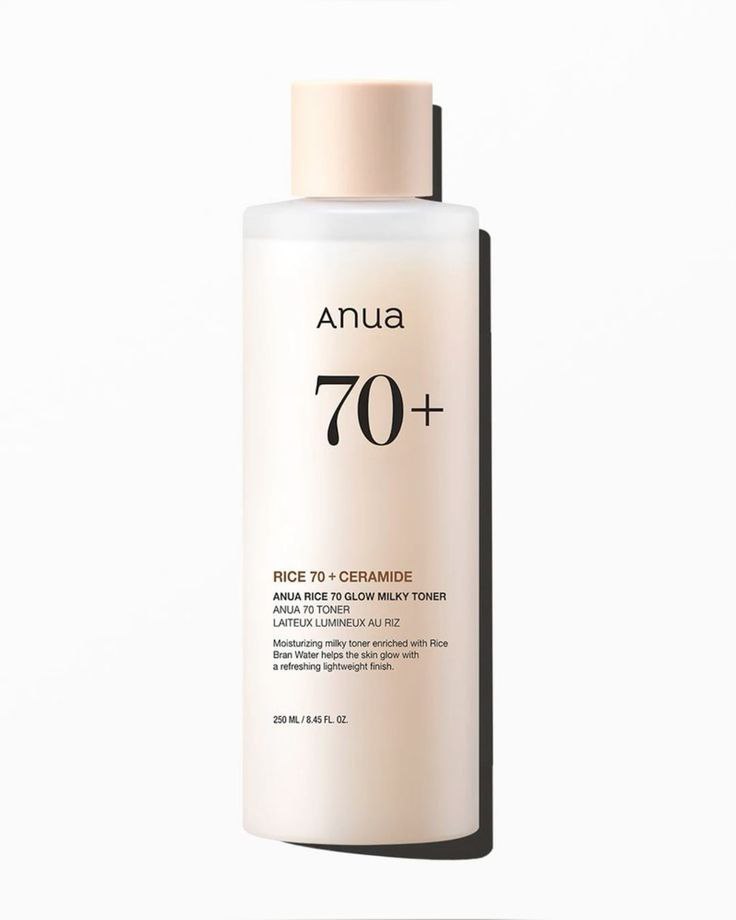 Anua
70+
RICE 70 + CERAMIDE
ANUA RICE 70 GLOW MILKY TONER
ANUA 70 TONER
LAITEUX LUMINEUX AU RIZ
Moisturizing milky toner enriched with Rice
Bran Water helps the skin glow with
a refreshing lightweight finish.
250 ML / 8.45 FL. OZ.